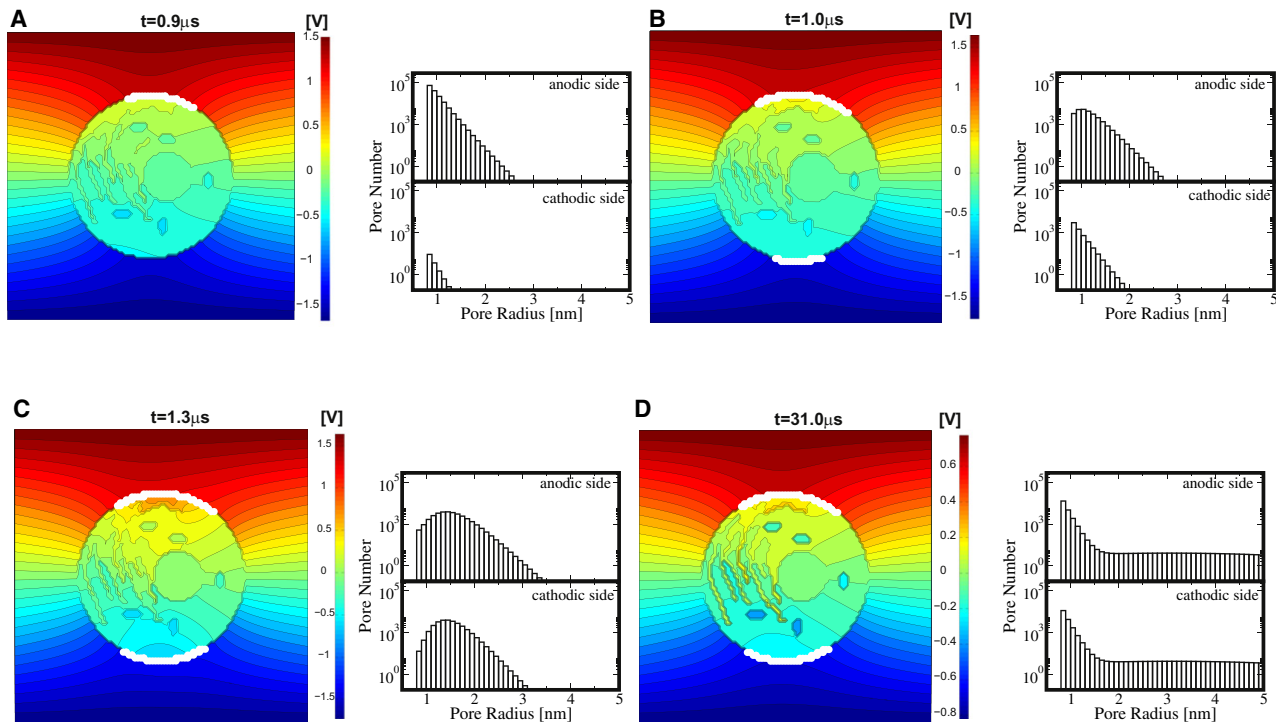 A
t=0.9μs
[V]
1.5
1
0.5
0
−0.5
−1
−1.5
Pore Number
10^5
10^3
10^0
anodic side
10^5
10^3
10^0
cathodic side
1 2 3 4 5
Pore Radius [nm]
B
t=1.0μs
[V]
1.5
1
0.5
0
−0.5
−1
−1.5
Pore Number
10^5
10^3
10^0
anodic side
10^5
10^3
10^0
cathodic side
1 2 3 4 5
Pore Radius [nm]
C
t=1.3μs
[V]
1.5
1
0.5
0
−0.5
−1
−1.5
Pore Number
10^5
10^3
10^0
anodic side
10^5
10^3
10^0
cathodic side
1 2 3 4 5
Pore Radius [nm]
D
t=31.0μs
[V]
0.6
0.4
0.2
0
−0.2
−0.4
−0.6
−0.8
Pore Number
10^5
10^3
10^0
anodic side
10^5
10^3
10^0
cathodic side
1 2 3 4 5
Pore Radius [nm]